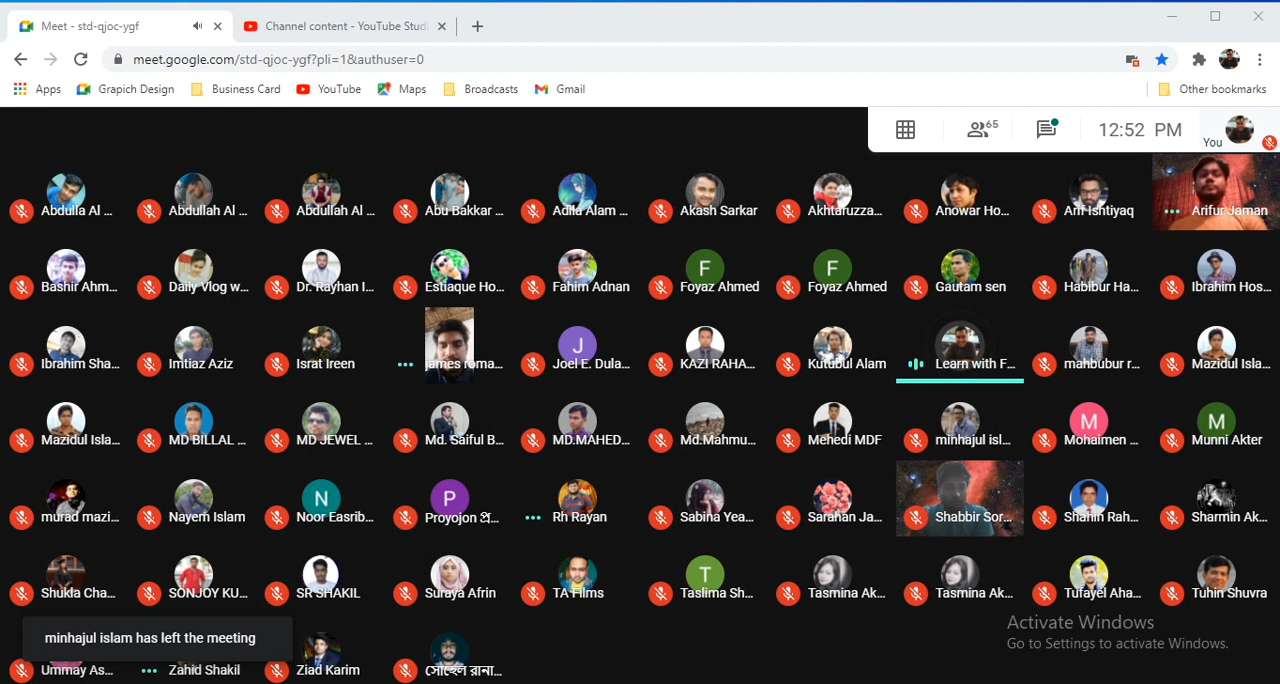 Meet - std-qjoc-ygf
Channel content - YouTube Studi
meet.google.com/std-qjoc-ygf?pli=1&authuser=0
Apps Grapich Design Business Card YouTube Maps Broadcasts Gmail Other bookmarks
65 12:52 PM You
Abdulla Al ... Abdullah Al ... Abdullah Al ... Abu Bakkar ... Adila Alam ... Akash Sarkar Akhtaruzza... Anowar Ho... Arif Ishtiyaq Arifur Jaman
Bashir Ahm... Daily Vlog w... Dr. Rayhan I... Estiaque Ho... Fahim Adnan F Foyaz Ahmed F Foyaz Ahmed Gautam sen Habibur Ha... Ibrahim Hos...
Ibrahim Sha... Imtiaz Aziz Israt Ireen james roma... J Joel E. Dula... KAZI RAHA... Kutubul Alam Learn with F... mahbubur r... Mazidul Isla...
Mazidul Isla... MD BILLAL ... MD JEWEL ... Md. Saiful B... MD.MAHED... Md.Mahmu... Mehedi MDF minhajul isl... M Mohaimen ... M Munni Akter
murad mazi... Nayem Islam N Noor Easrib... P Proyojon প্র... Rh Rayan Sabina Yea... Sarahan Ja... Shabbir Sor... Shahin Rah... Sharmin Ak...
Shukla Cha... SONJOY KU... SR SHAKIL Suraya Afrin TA Films T Taslima Sh... Tasmina Ak... Tasmina Ak... Tufayel Aha... Tuhin Shuvra
Activate Windows
Go to Settings to activate Windows.
minhajul islam has left the meeting
Ummay As... Zahid Shakil Ziad Karim সোহেল রানা...